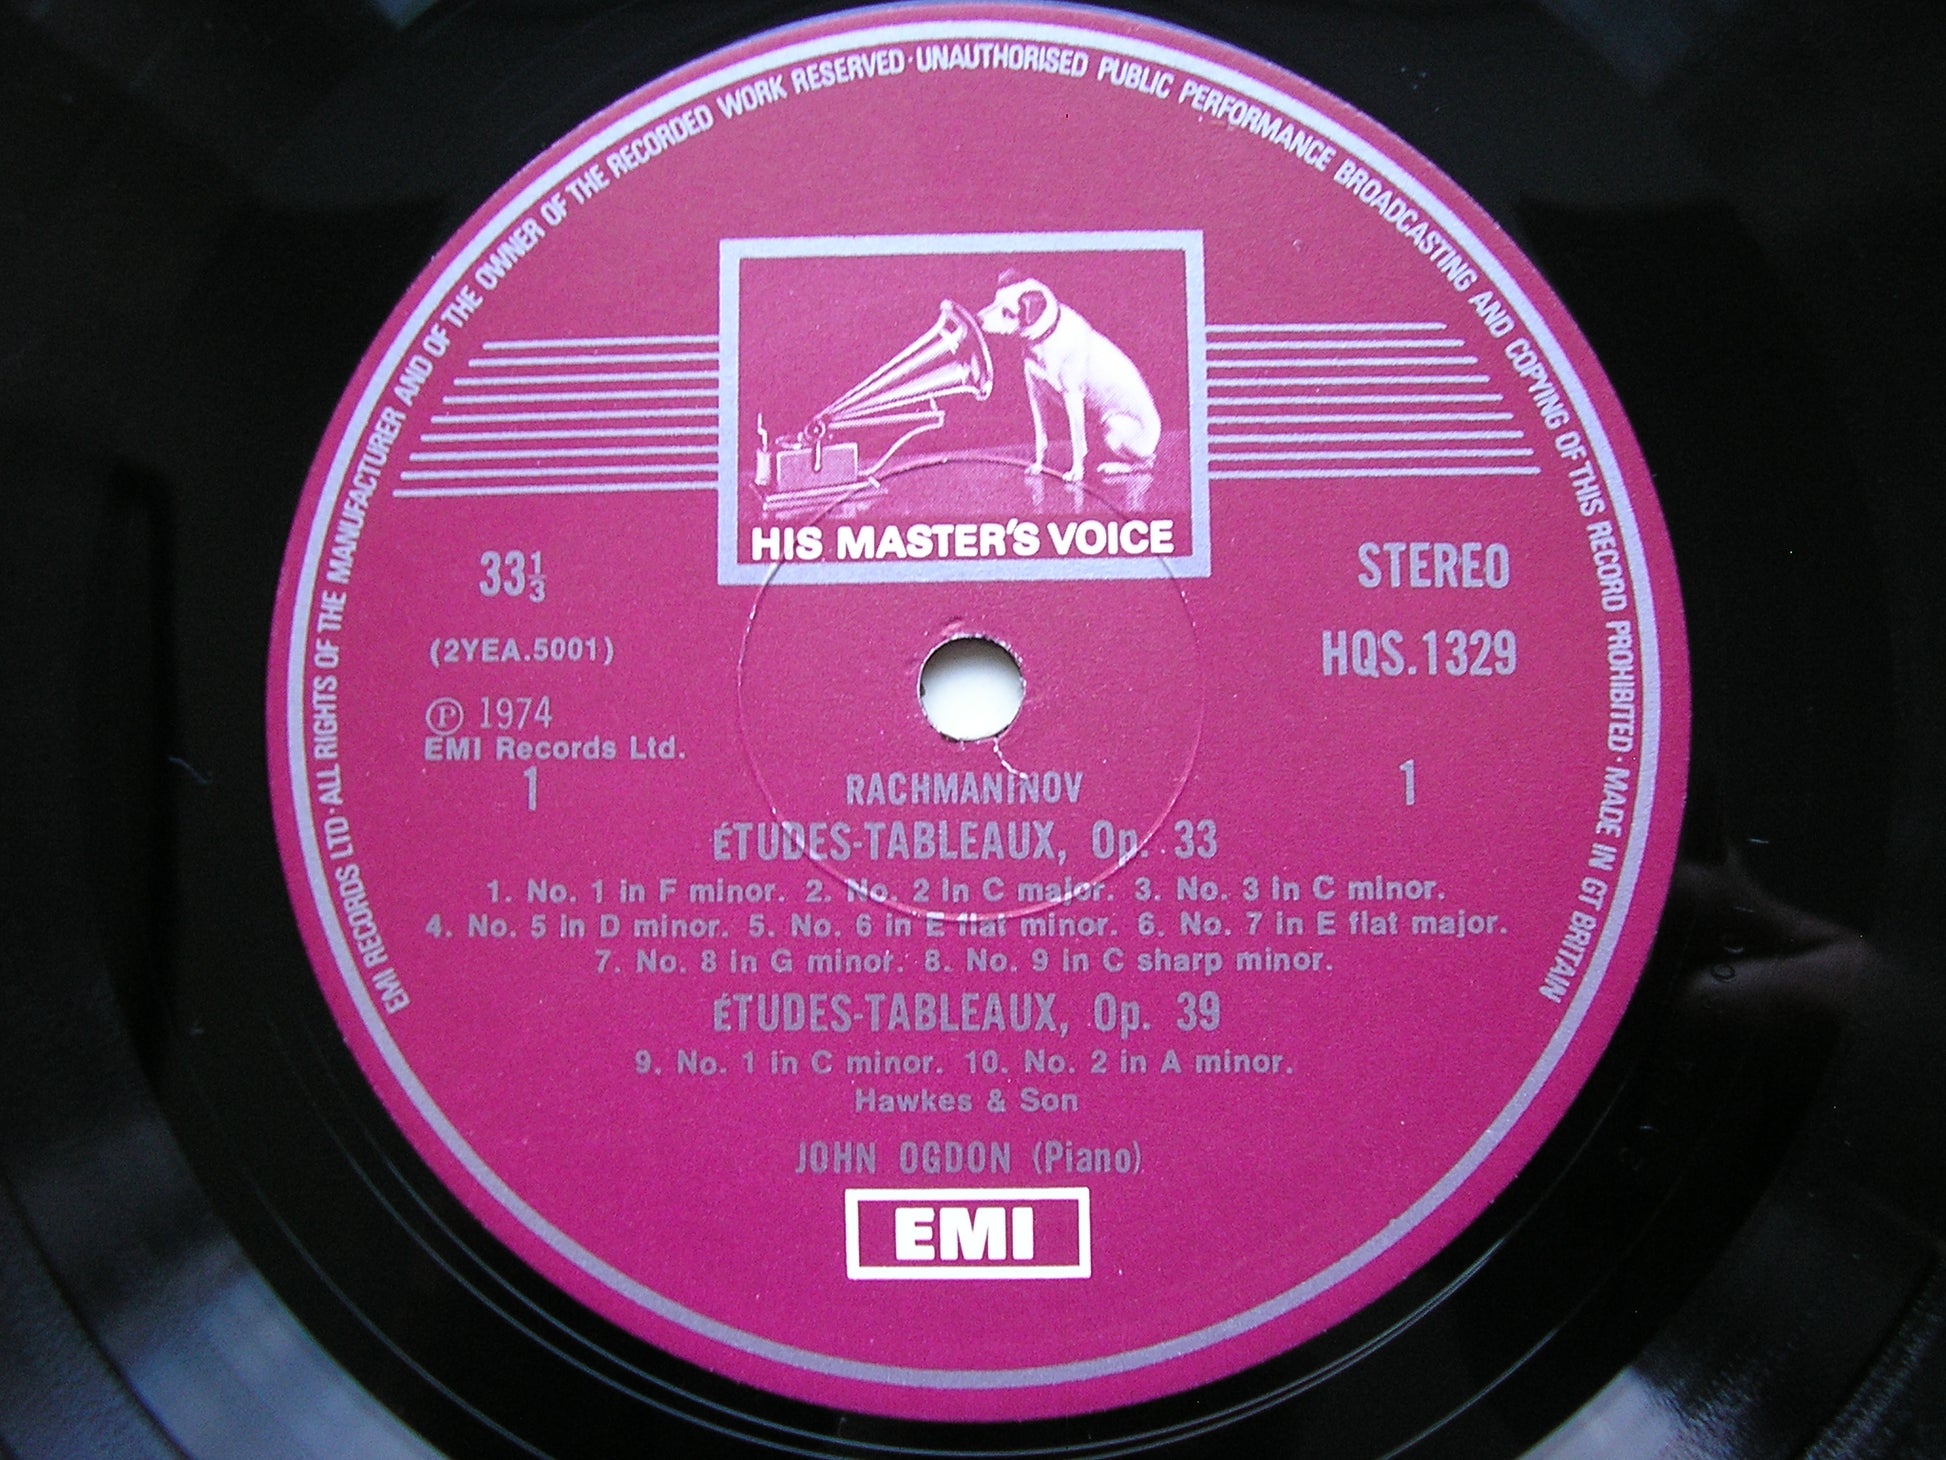 EMI RECORDS LTD · ALL RIGHTS OF THE MANUFACTURER AND OF THE OWNER OF THE RECORDED WORK RESERVED · UNAUTHORISED PUBLIC PERFORMANCE BROADCASTING AND COPYING OF THIS RECORD PROHIBITED · MADE IN GT BRITAIN
HIS MASTER'S VOICE
33⅓
STEREO
(2YEA.5001)
HQS.1329
Ⓟ 1974
EMI Records Ltd.
1
1
RACHMANINOV
ÉTUDES-TABLEAUX, Op. 33
1. No. 1 in F minor. 2. No. 2 in C major. 3. No. 3 in C minor.
4. No. 5 in D minor. 5. No. 6 in E flat minor. 6. No. 7 in E flat major.
7. No. 8 in G minor. 8. No. 9 in C sharp minor.
ÉTUDES-TABLEAUX, Op. 39
9. No. 1 in C minor. 10. No. 2 in A minor.
Hawkes & Son
JOHN OGDON (Piano)
EMI